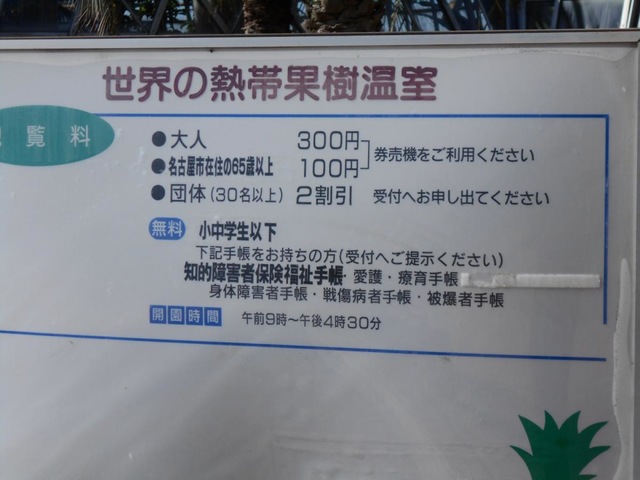 世界の熱帯果樹温室
覧料
●大人 300円
●名古屋市在住の65歳以上 100円
券売機をご利用ください
●団体(30名以上) 2割引 受付へお申し出てください
無料 小中学生以下
下記手帳をお持ちの方(受付へご提示ください)
知的障害者保険福祉手帳・愛護・療育手帳
身体障害者手帳・戦傷病者手帳・被爆者手帳
開園時間 午前9時~午後4時30分